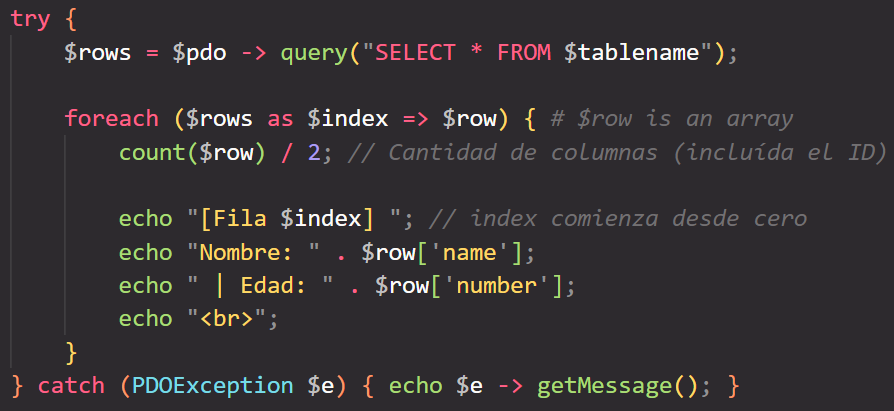 try {
    $rows = $pdo -> query("SELECT * FROM $tablename");
    foreach ($rows as $index => $row) { # $row is an array
        count($row) / 2; // Cantidad de columnas (incluída el ID)
        echo "[Fila $index] "; // index comienza desde cero
        echo "Nombre: " . $row['name'];
        echo " | Edad: " . $row['number'];
        echo "<br>";
    }
} catch (PDOException $e) { echo $e -> getMessage(); }